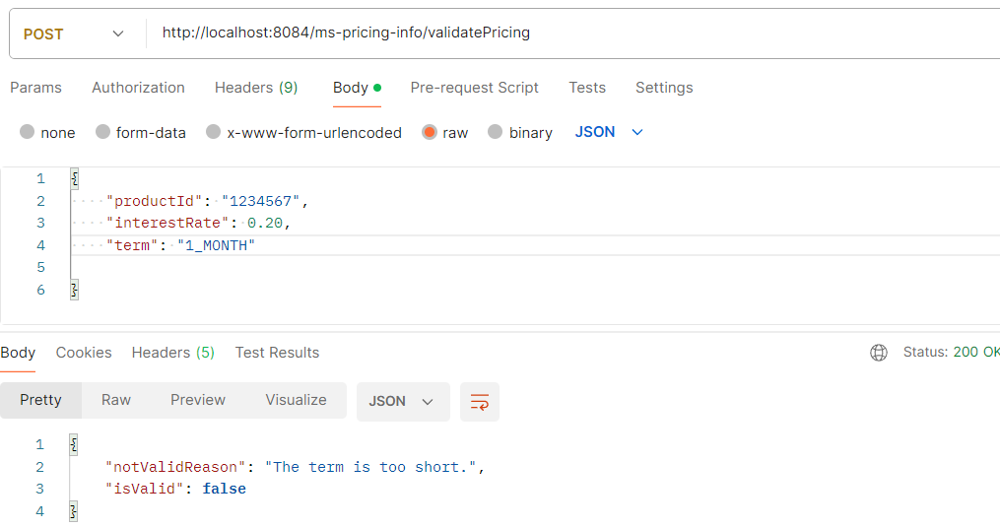 POST http://localhost:8084/ms-pricing-info/validatePricing
Params Authorization Headers (9) Body Pre-request Script Tests Settings
none form-data x-www-form-urlencoded raw binary JSON
1 {
2 "productId": "1234567",
3 "interestRate": 0.20,
4 "term": "1_MONTH"
5
6 }
Body Cookies Headers (5) Test Results Status: 200 OK
Pretty Raw Preview Visualize JSON
1 {
2 "notValidReason": "The term is too short.",
3 "isValid": false
4 }